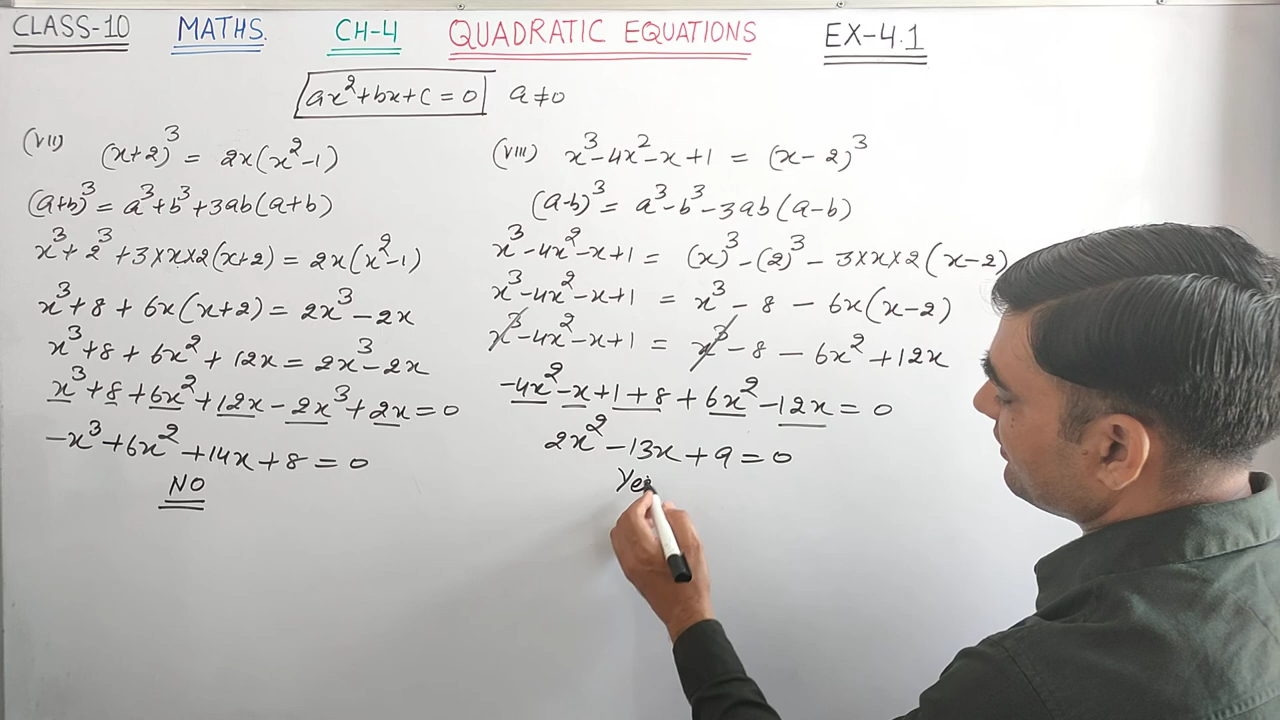 CLASS-10 MATHS. CH-4 QUADRATIC EQUATIONS EX-4.1
ax²+bx+c=0 a≠0
(VII) (x+2)³ = 2x(x²-1)
(a+b)³ = a³+b³+3ab(a+b)
x³+2³+3×x×2(x+2) = 2x(x²-1)
x³+8+6x(x+2) = 2x³-2x
x³+8+6x²+12x = 2x³-2x
x³+8+6x²+12x-2x³+2x=0
-x³+6x²+14x+8=0
NO
(VIII) x³-4x²-x+1 = (x-2)³
(a-b)³ = a³-b³-3ab(a-b)
x³-4x²-x+1 = (x)³-(2)³-3×x×2(x-2)
x³-4x²-x+1 = x³-8-6x(x-2)
x³-4x²-x+1 = x³-8-6x²+12x
-4x²-x+1+8+6x²-12x=0
2x²-13x+9=0
Yes